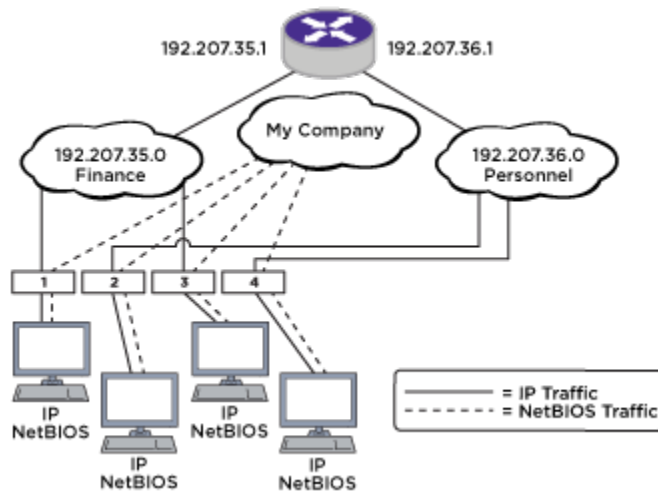 192.207.35.1
192.207.36.1
My Company
192.207.35.0
Finance
192.207.36.0
Personnel
1
2
3
4
IP
NetBIOS
IP
NetBIOS
IP
NetBIOS
IP
NetBIOS
= IP Traffic
= NetBIOS Traffic